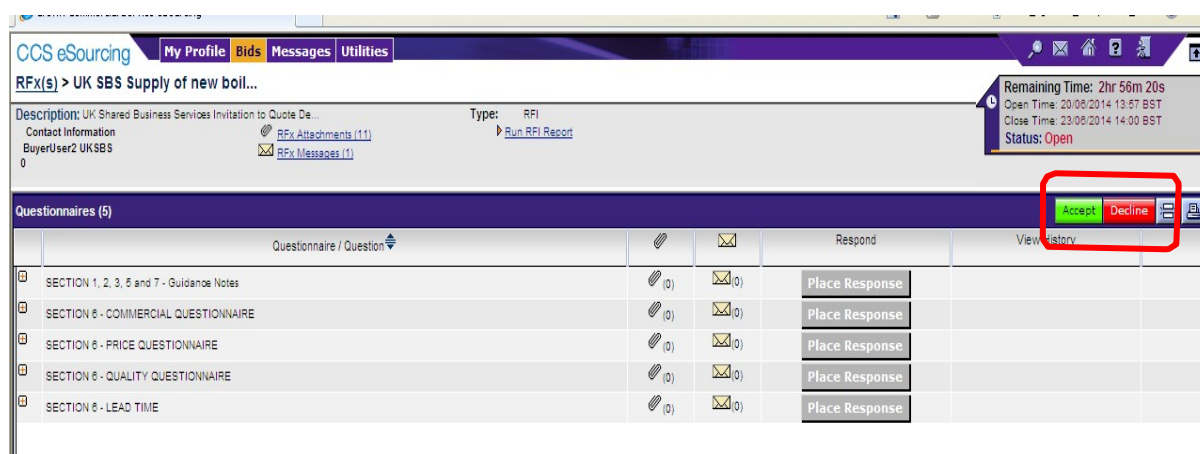 CCS eSourcing My Profile Bids Messages Utilities
RFx(s) > UK SBS Supply of new boil...
Remaining Time: 2hr 56m 20s
Open Time: 20/06/2014 13:57 BST
Close Time: 23/06/2014 14:00 BST
Status: Open
Description: UK Shared Business Services Invitation to Quote De... Type: RFI
Contact Information RFx Attachments (11) Run RFI Report
BuyerUser2 UKSBS RFx Messages (1)
0
Questionnaires (5) Accept Decline
Questionnaire / Question Respond View History
SECTION 1, 2, 3, 5 and 7 - Guidance Notes (0) (0) Place Response
SECTION 6 - COMMERCIAL QUESTIONNAIRE (0) (0) Place Response
SECTION 6 - PRICE QUESTIONNAIRE (0) (0) Place Response
SECTION 6 - QUALITY QUESTIONNAIRE (0) (0) Place Response
SECTION 6 - LEAD TIME (0) (0) Place Response